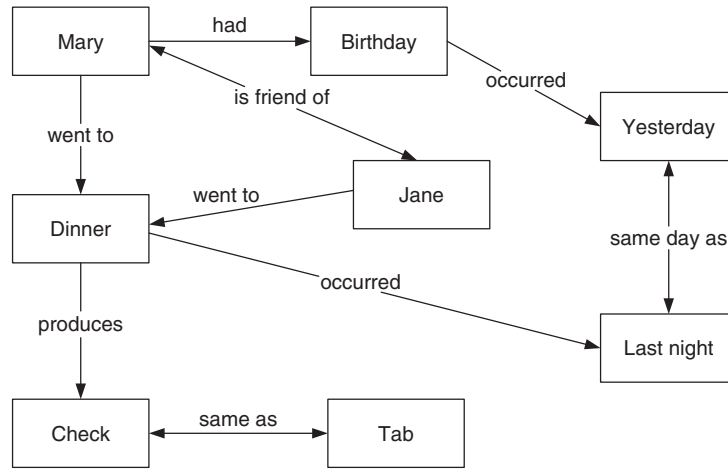 Mary
had
Birthday
occurred
is friend of
Yesterday
went to
went to
Jane
Dinner
same day as
occurred
produces
Last night
Check
same as
Tab